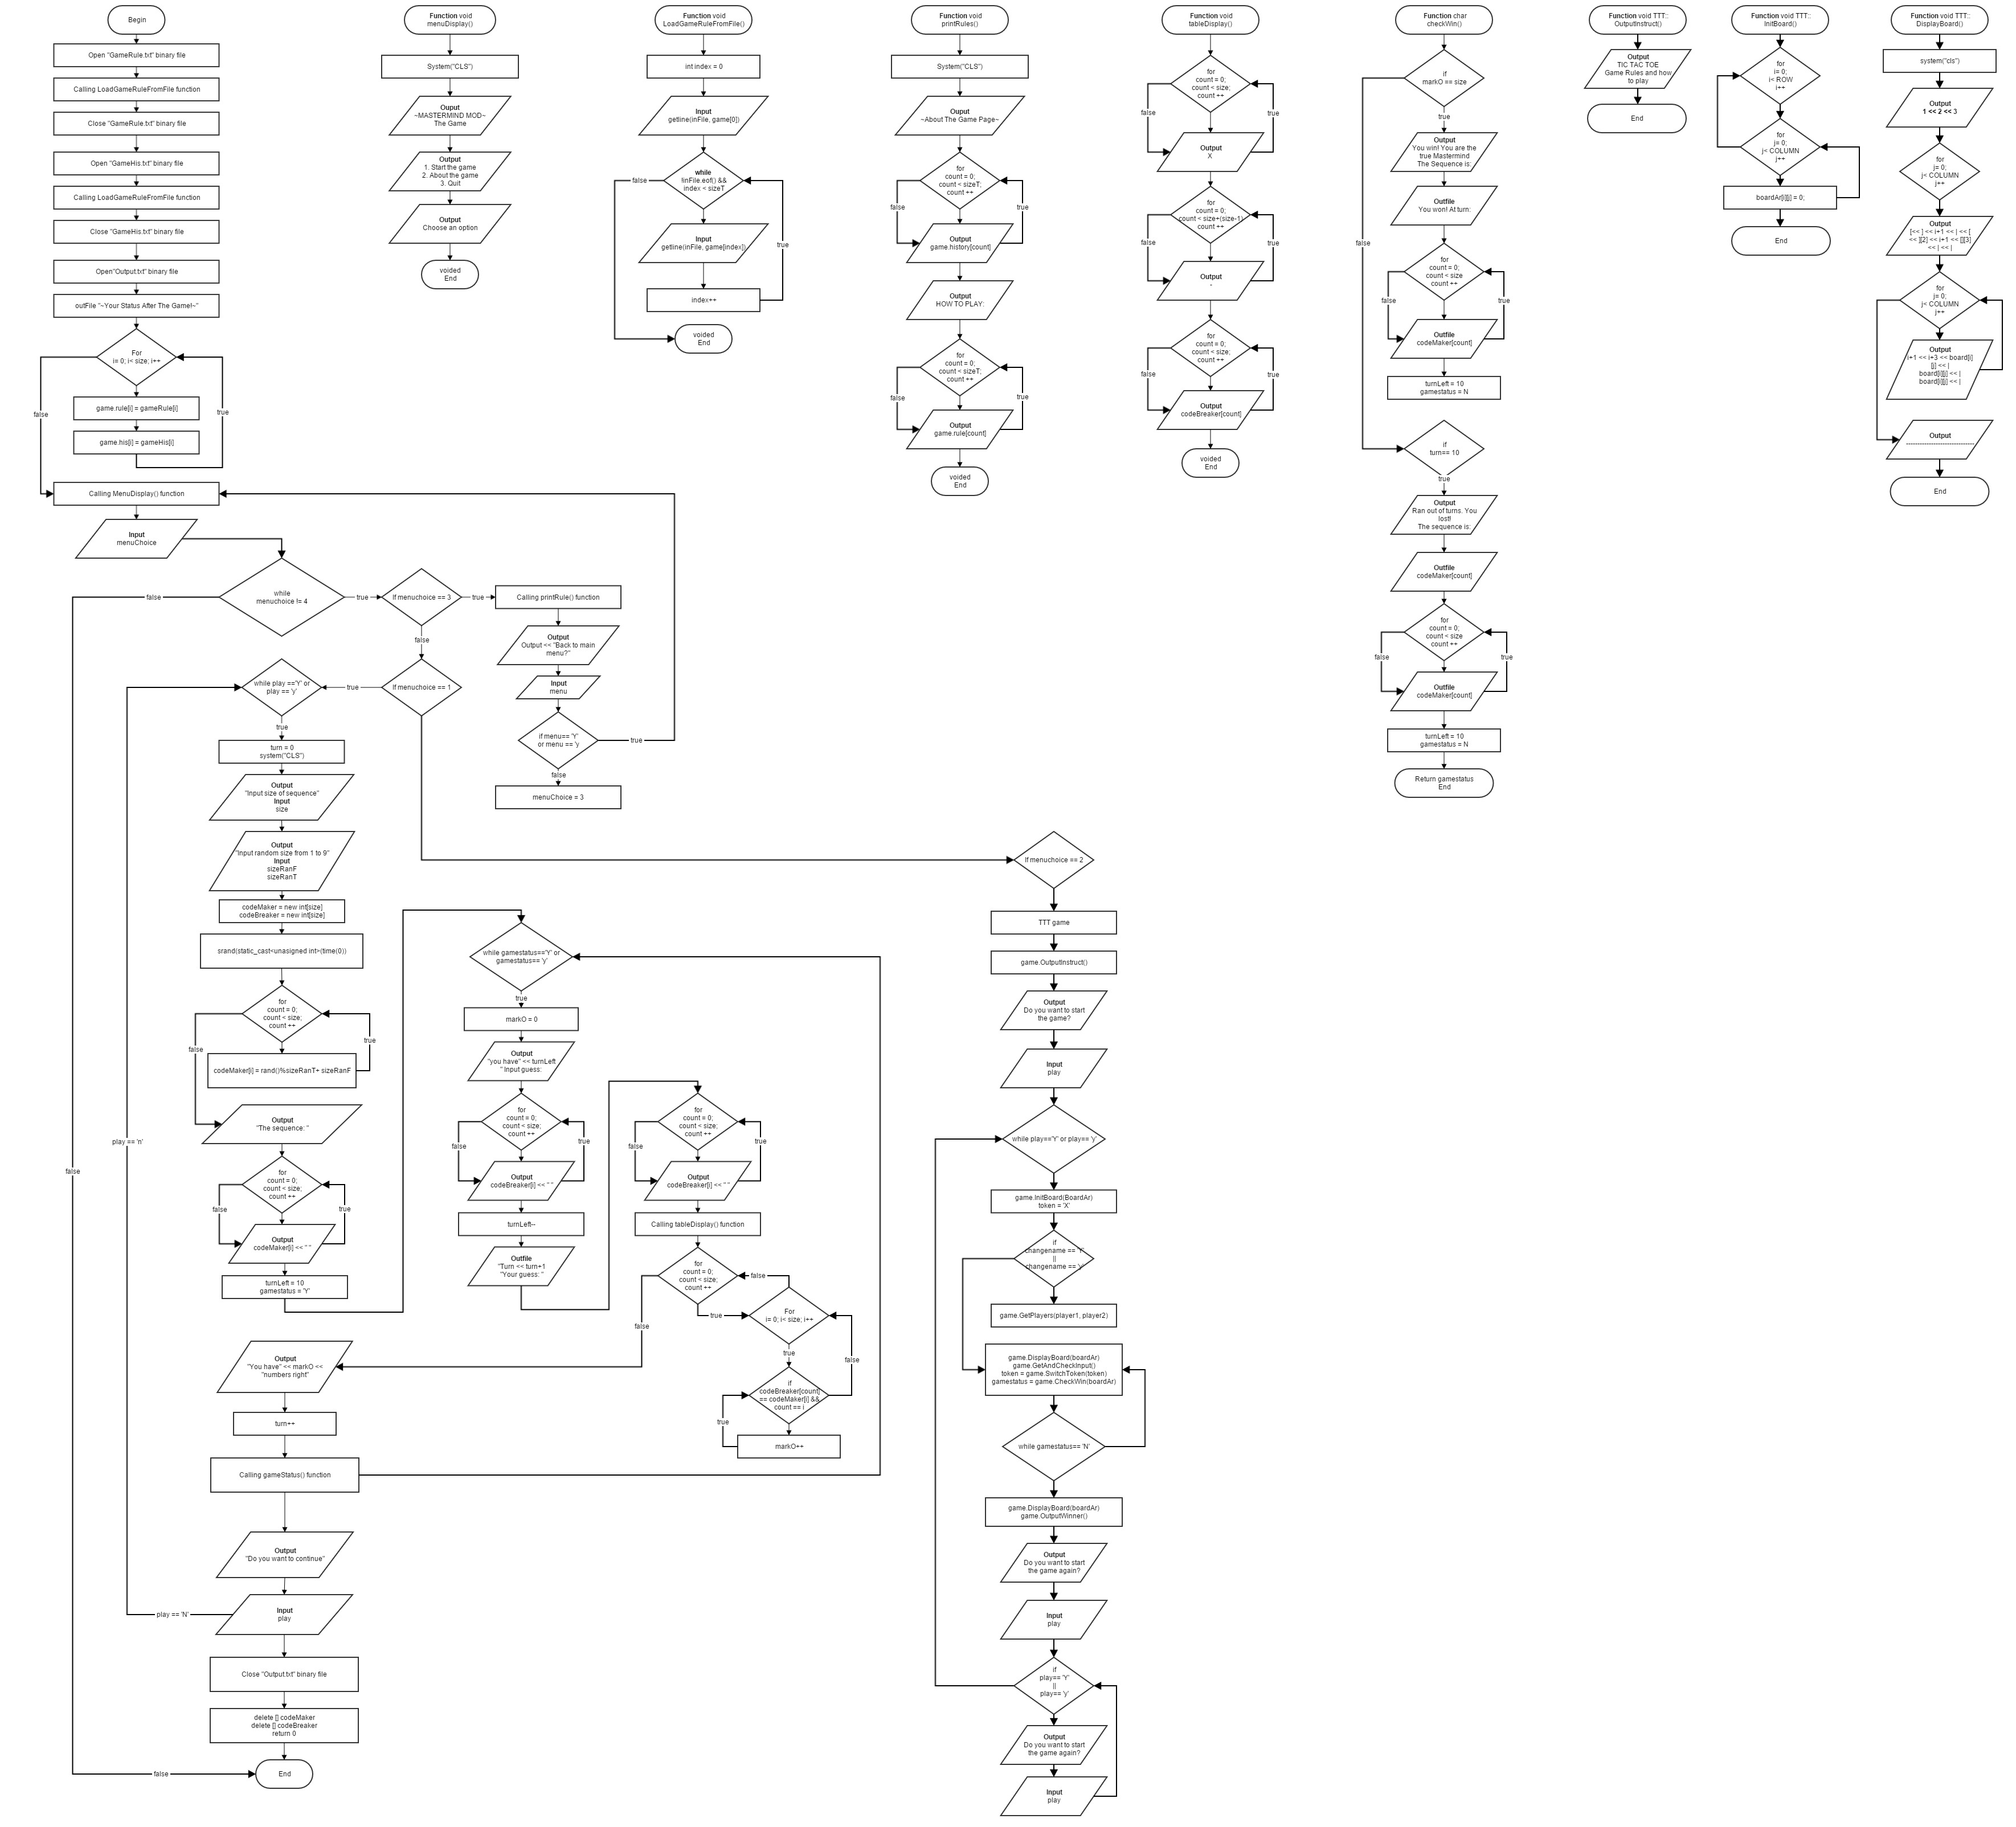 Begin
Open "GameRule.txt" binary file
Calling LoadGameRuleFromFile function
Close "GameRule.txt" binary file
Open "GameHis.txt" binary file
Calling LoadGameRuleFromFile function
Close "GameHis.txt" binary file
Open"Output.txt" binary file
outFile "~Your Status After The Game!~"
For
i= 0; i< size; i++
false
true
game.rule[i] = gameRule[i]
game.his[i] = gameHis[i]
Calling MenuDisplay() function
Input
menuChoice
while
menuchoice != 4
false
true
If menuchoice == 3
true
false
Calling printRule() function
Output
Output << "Back to main
menu?"
Input
menu
if menu== 'Y'
or menu == 'y
true
false
menuChoice = 3
If menuchoice == 1
true
while play =='Y' or
play == 'y'
true
turn = 0
system("CLS")
Output
"Input size of sequence"
Input
size
Output
"Input random size from 1 to 9"
Input
sizeRanF
sizeRanT
codeMaker = new int[size]
codeBreaker = new int[size]
srand(static_cast<unasigned int>(time(0))
for
count = 0;
count < size;
count ++
false
true
codeMaker[i] = rand()%sizeRanT+ sizeRanF
Output
"The sequence: "
for
count = 0;
count < size;
count ++
false
true
Output
codeMaker[i] << " "
turnLeft = 10
gamestatus = 'Y'
play == 'n'
false
while gamestatus=='Y' or
gamestatus== 'y'
true
markO = 0
Output
"you have" << turnLeft
" Input guess:
for
count = 0;
count < size;
count ++
false
true
Output
codeBreaker[i] << " "
turnLeft--
Outfile
"Turn << turn+1
"Your guess: "
for
count = 0;
count < size;
count ++
false
true
Output
codeBreaker[i] << " "
Calling tableDisplay() function
for
count = 0;
count < size;
count ++
false
true
false
For
i= 0; i< size; i++
true
false
if
codeBreaker[count]
== codeMaker[i] &&
count == i
true
markO++
Output
"You have" << markO <<
"numbers right"
turn++
Calling gameStatus() function
Output
"Do you want to continue"
Input
play
play == 'N'
Close "Output.txt" binary file
delete [] codeMaker
delete [] codeBreaker
return 0
false
End
If menuchoice == 2
TTT game
game.OutputInstruct()
Output
Do you want to start
the game?
Input
play
while play=='Y' or play== 'y'
game.InitBoard(BoardAr)
token = 'X'
if
changename == 'Y'
||
changename == 'y'
game.GetPlayers(player1, player2)
game.DisplayBoard(boardAr)
game.GetAndCheckInput()
token = game.SwitchToken(token)
gamestatus = game.CheckWin(boardAr)
while gamestatus== 'N'
game.DisplayBoard(boardAr)
game.OutputWinner()
Output
Do you want to start
the game again?
Input
play
if
play== 'Y'
||
play== 'y'
Output
Do you want to start
the game again?
Input
play
Function void
menuDisplay()
System("CLS")
Ouput
~MASTERMIND MOD~
The Game
Output
1. Start the game
2. About the game
3. Quit
Output
Choose an option
voided
End
Function void
LoadGameRuleFromFile()
int index = 0
Input
getline(inFile, game[0])
while
!inFile.eof() &&
index < sizeT
false
true
Input
getline(inFile, game[index])
index++
voided
End
Function void
printRules()
System("CLS")
Ouput
~About The Game Page~
for
count = 0;
count < sizeT;
count ++
false
true
Output
game.history[count]
Output
HOW TO PLAY:
for
count = 0;
count < sizeT;
count ++
false
true
Output
game.rule[count]
voided
End
Function void
tableDisplay()
for
count = 0;
count < size;
count ++
false
true
Output
X
for
count = 0;
count < size+(size-1)
count ++
false
true
Output
-
for
count = 0;
count < size;
count ++
false
true
Output
codeBreaker[count]
voided
End
Function char
checkWin()
if
markO == size
true
false
Output
You win! You are the
true Mastermind
The Sequence is:
Outfile
You won! At turn:
for
count = 0;
count < size
count ++
false
true
Outfile
codeMaker[count]
turnLeft = 10
gamestatus = N
if
turn== 10
true
Output
Ran out of turns. You
lost!
The sequence is:
Outfile
codeMaker[count]
for
count = 0;
count < size
count ++
false
true
Outfile
codeMaker[count]
turnLeft = 10
gamestatus = N
Return gamestatus
End
Function void TTT::
OutputInstruct()
Output
TIC TAC TOE
Game Rules and how
to play
End
Function void TTT::
InitBoard()
for
i= 0;
i< ROW
i++
for
j= 0;
j< COLUMN
j++
boardAr[i][j] = 0;
End
Function void TTT::
DisplayBoard()
system("cls")
Output
1 << 2 << 3
for
j= 0;
j< COLUMN
j++
Output
[<< ] << i+1 << | << [
<< ][2] << i+1 << [][3]
<< | << |
for
j= 0;
j< COLUMN
j++
Output
i+1 << i+3 << board[i]
[j] << |
board[i][j] << |
board[i][j] << |
Output
------------------------------
End